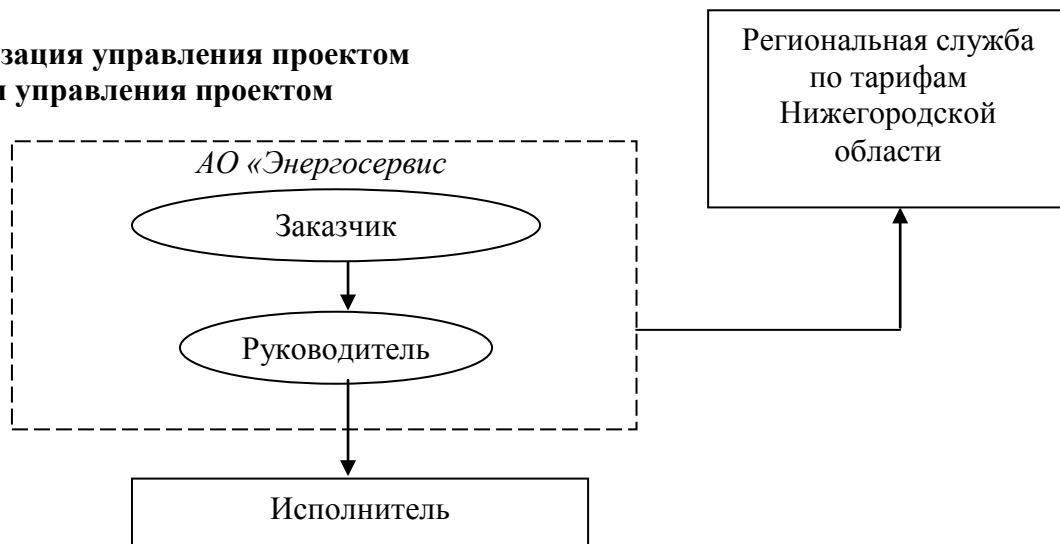 зация управления проектом
и управления проектом
Региональная служба
по тарифам
Нижегородской
области
АО «Энергосервис
Заказчик
Руководитель
Исполнитель